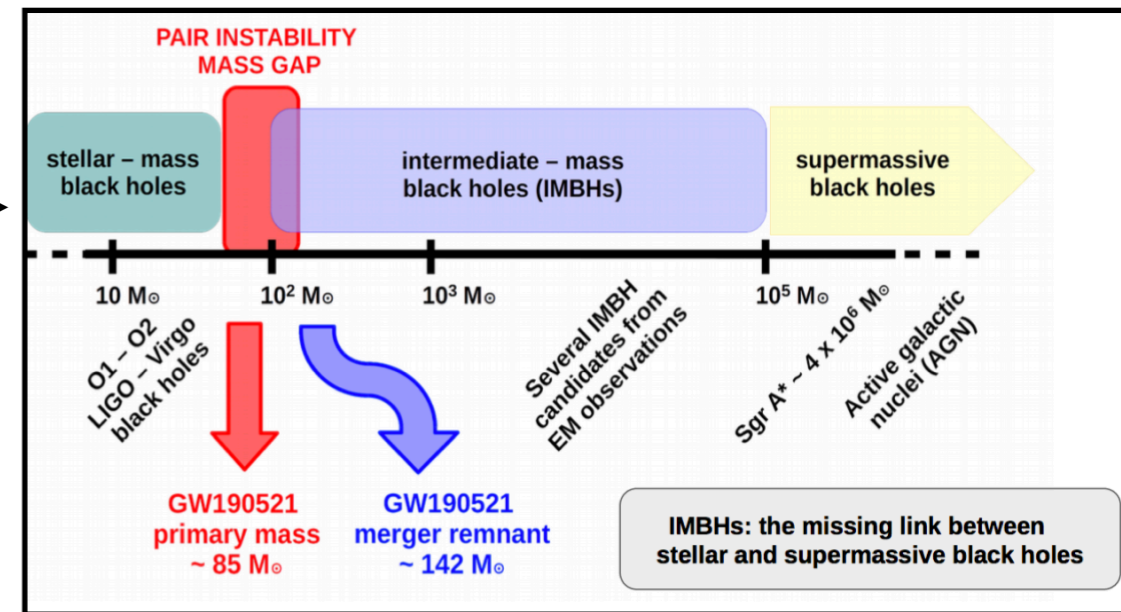 PAIR INSTABILITY
MASS GAP
stellar – mass
black holes
intermediate – mass
black holes (IMBHs)
supermassive
black holes
10 M⊙
10² M⊙
10³ M⊙
10⁵ M⊙
O1 – O2
LIGO – Virgo
black holes
Several IMBH
candidates from
EM observations
Sgr A* ~ 4 x 10⁶ M⊙
Active galactic
nuclei (AGN)
GW190521
primary mass
~ 85 M⊙
GW190521
merger remnant
~ 142 M⊙
IMBHs: the missing link between
stellar and supermassive black holes